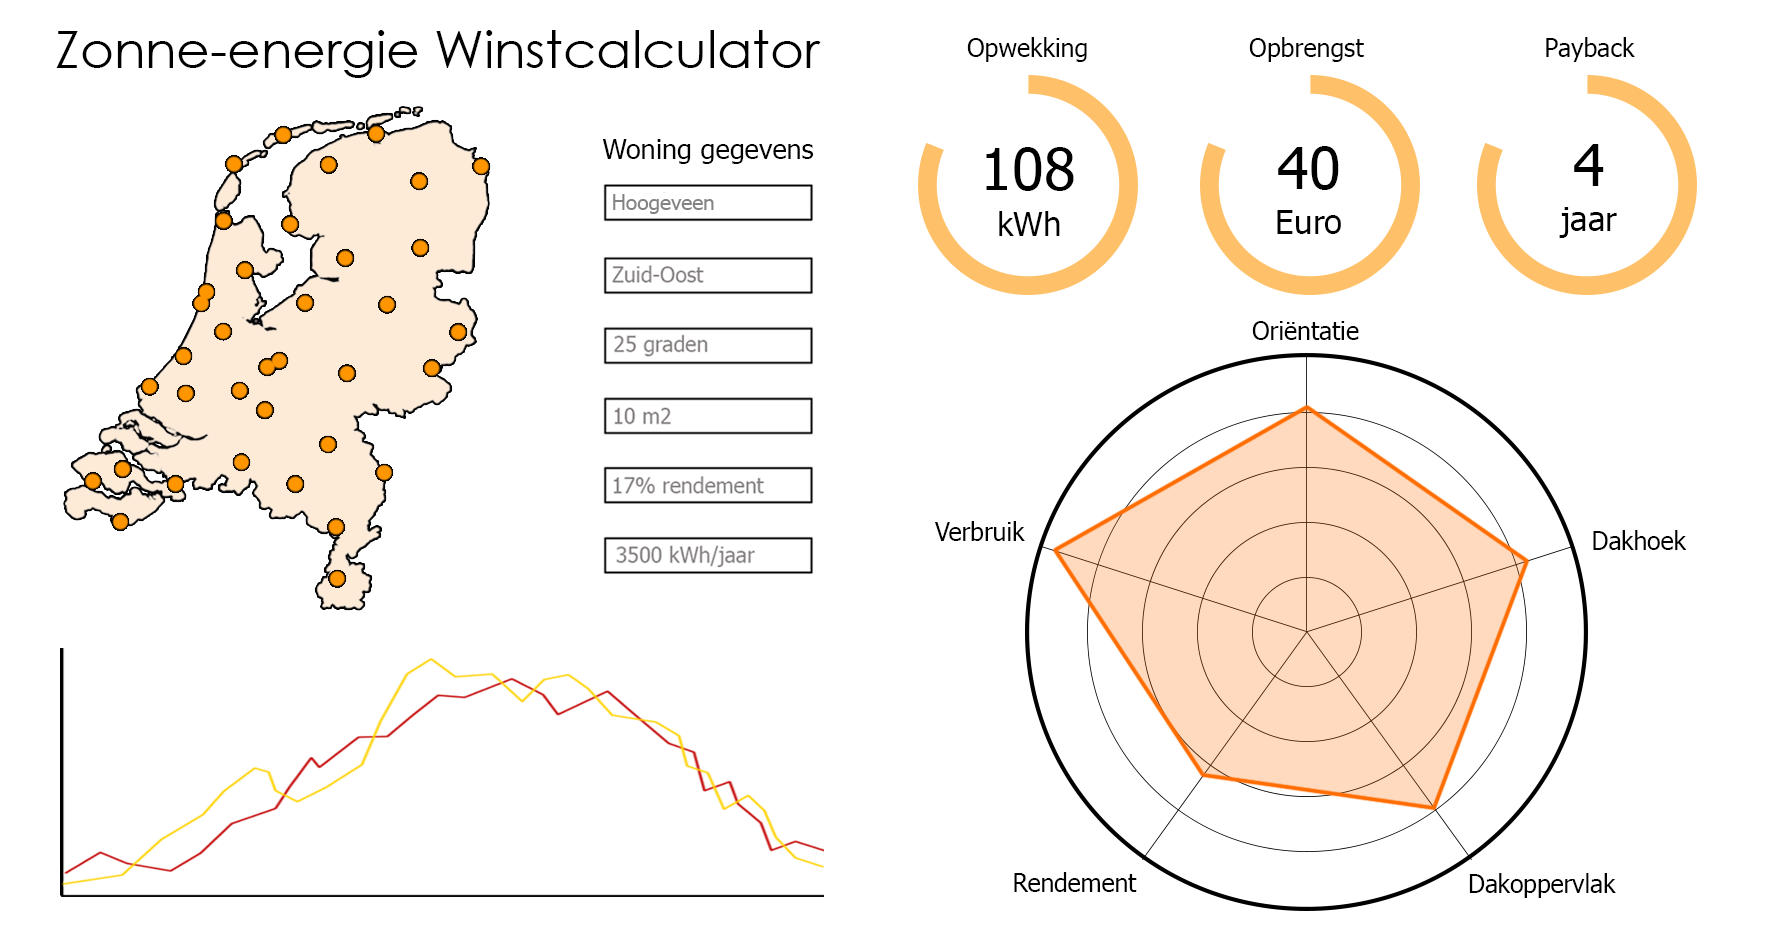 Zonne-energie Winstcalculator
Woning gegevens
Hoogeveen
Zuid-Oost
25 graden
10 m2
17% rendement
3500 kWh/jaar
Opwekking
108
kWh
Opbrengst
40
Euro
Payback
4
jaar
Oriëntatie
Verbruik
Dakhoek
Rendement
Dakoppervlak